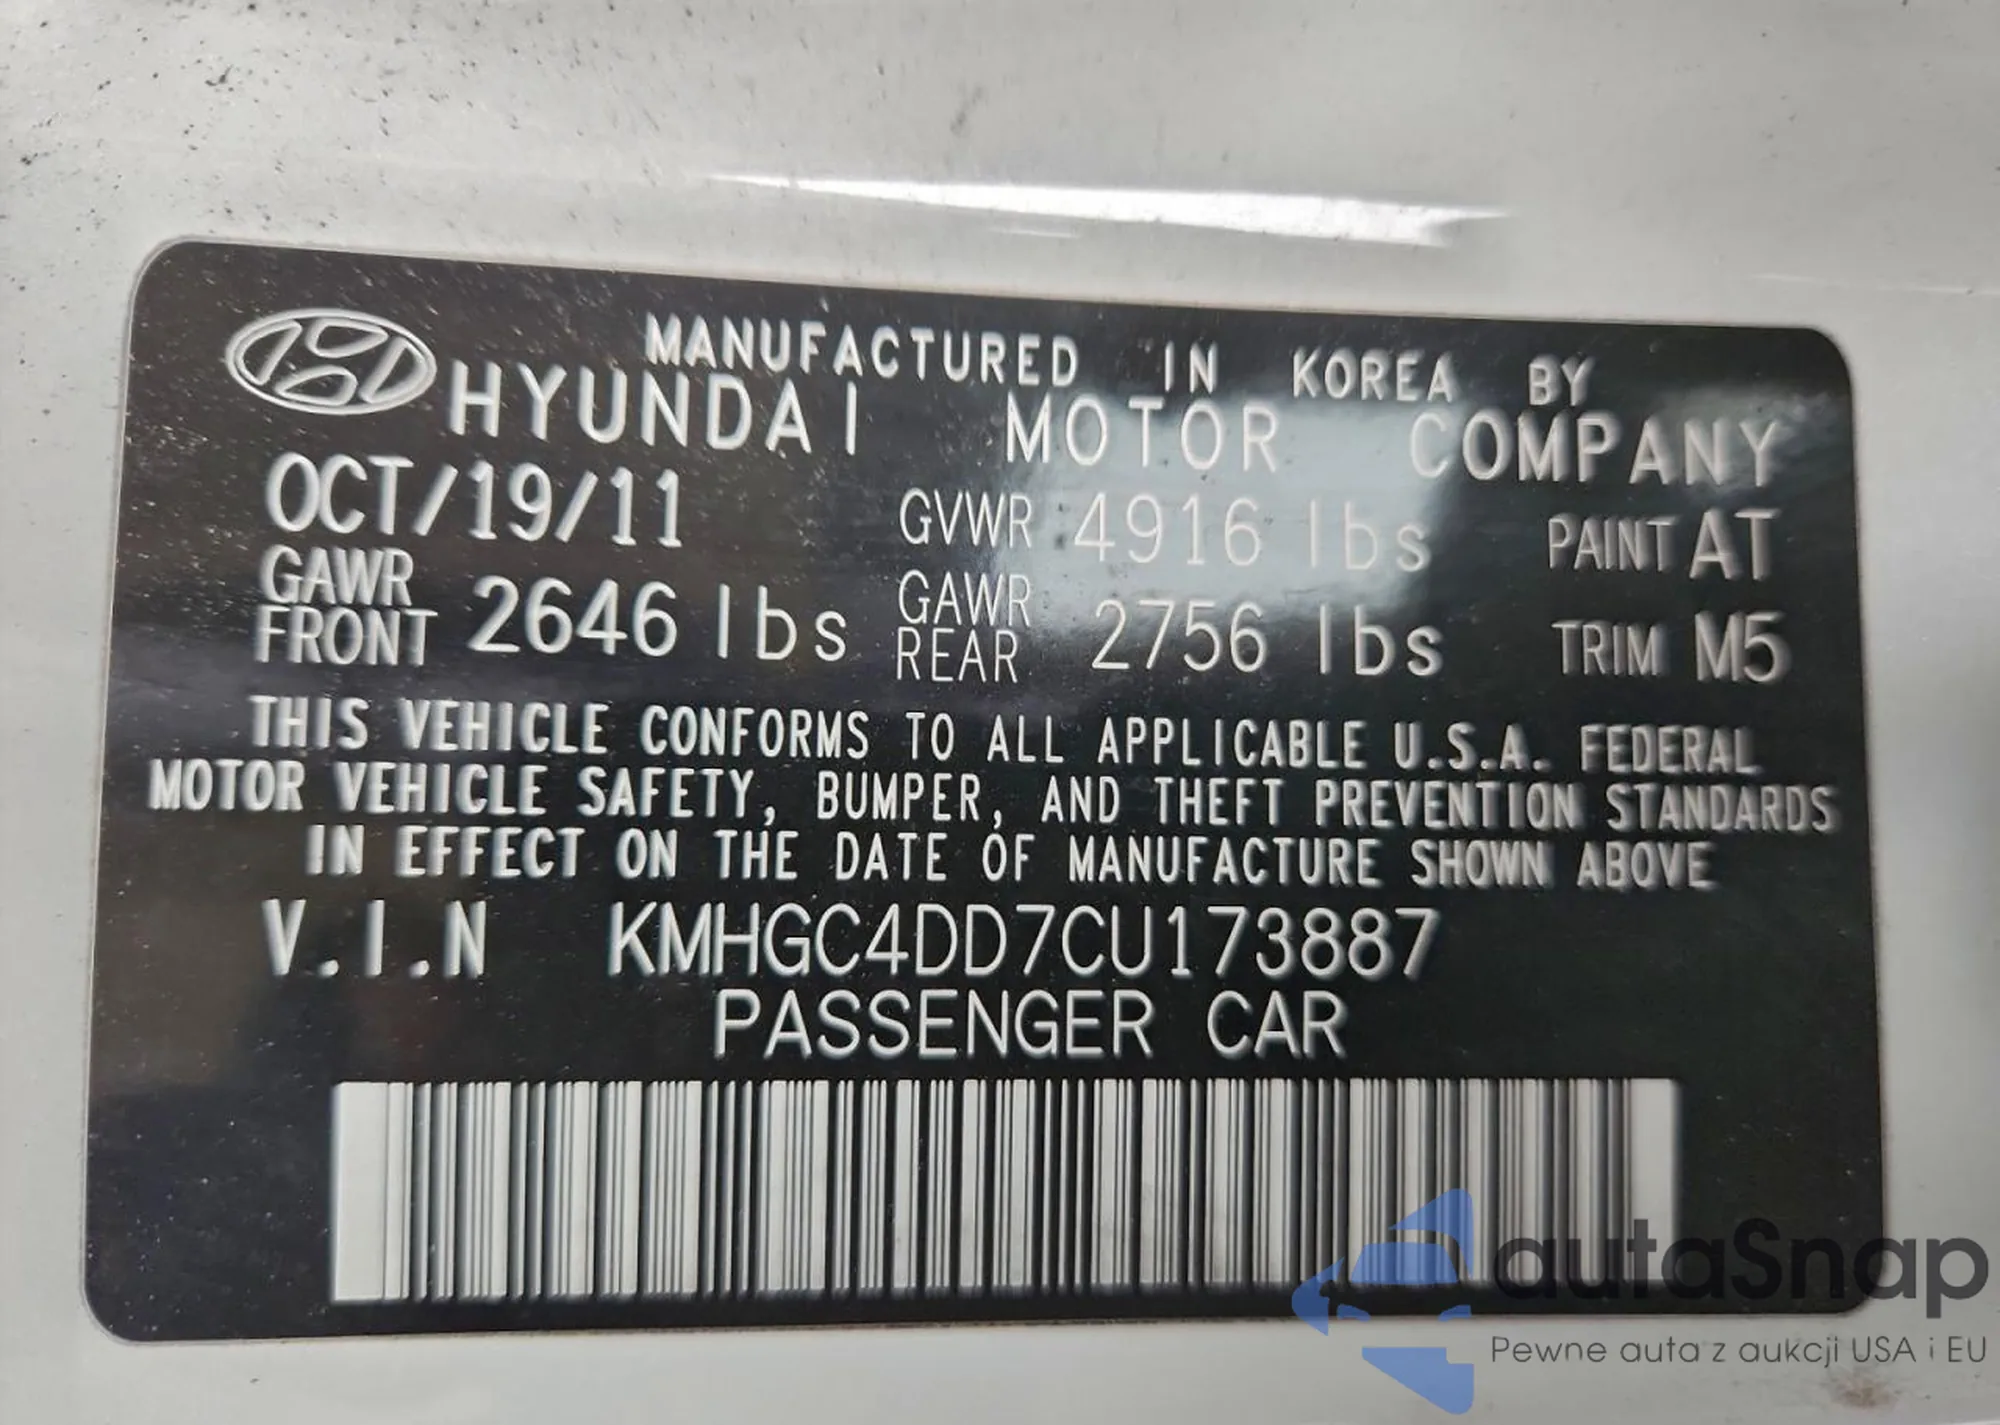 MANUFACTURED IN KOREA BY
HYUNDAI MOTOR COMPANY
OCT/19/11 GVWR 4916 lbs PAINT AT
GAWR FRONT 2646 lbs GAWR REAR 2756 lbs TRIM M5
THIS VEHICLE CONFORMS TO ALL APPLICABLE U.S.A. FEDERAL
MOTOR VEHICLE SAFETY, BUMPER, AND THEFT PREVENTION STANDARDS
IN EFFECT ON THE DATE OF MANUFACTURE SHOWN ABOVE
V.I.N KMHGC4DD7CU173887
PASSENGER CAR
autaSnap
Pewne auta z aukcji USA i EU